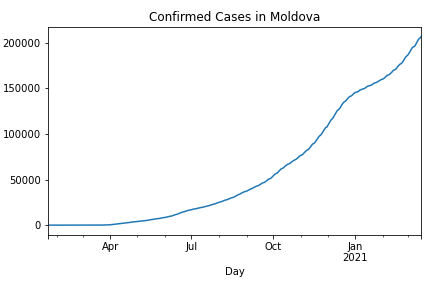 Confirmed Cases in Moldova
200000
150000
100000
50000
0
Apr
Jul
Oct
Jan
2021
Day